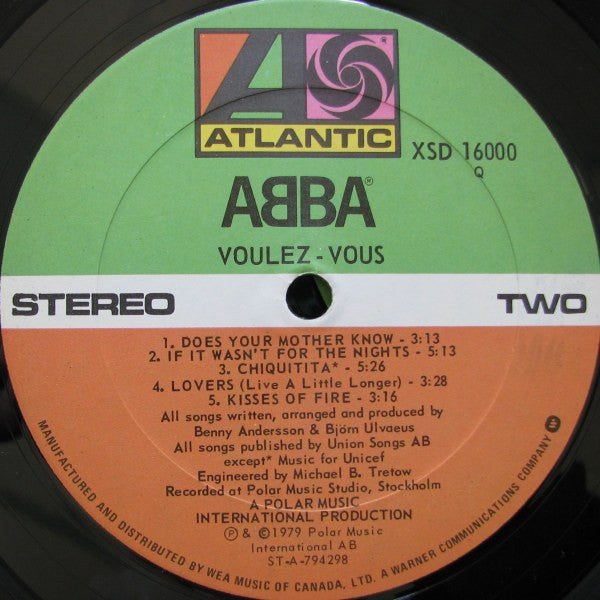 ATLANTIC
XSD 16000
Q
ABBA®
VOULEZ-VOUS
STEREO TWO
1. DOES YOUR MOTHER KNOW - 3:13
2. IF IT WASN'T FOR THE NIGHTS - 5:13
3. CHIQUITITA* - 5:26
4. LOVERS (Live A Little Longer) - 3:28
5. KISSES OF FIRE - 3:16
All songs written, arranged and produced by
Benny Andersson & Björn Ulvaeus
All songs published by Union Songs AB
except* Music for Unicef
Engineered by Michael B. Tretow
Recorded at Polar Music Studio, Stockholm
A POLAR MUSIC
INTERNATIONAL PRODUCTION
℗ & ©1979 Polar Music
International AB
ST-A-794298
MANUFACTURED AND DISTRIBUTED BY WEA MUSIC OF CANADA, LTD. A WARNER COMMUNICATIONS COMPANY